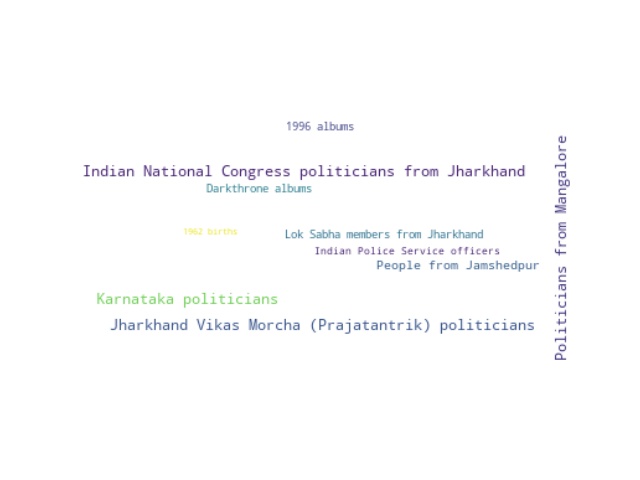 1996 albums
Indian National Congress politicians from Jharkhand
Darkthrone albums
1962 births
Lok Sabha members from Jharkhand
Indian Police Service officers
People from Jamshedpur
Karnataka politicians
Jharkhand Vikas Morcha (Prajatantrik) politicians
Politicians from Mangalore